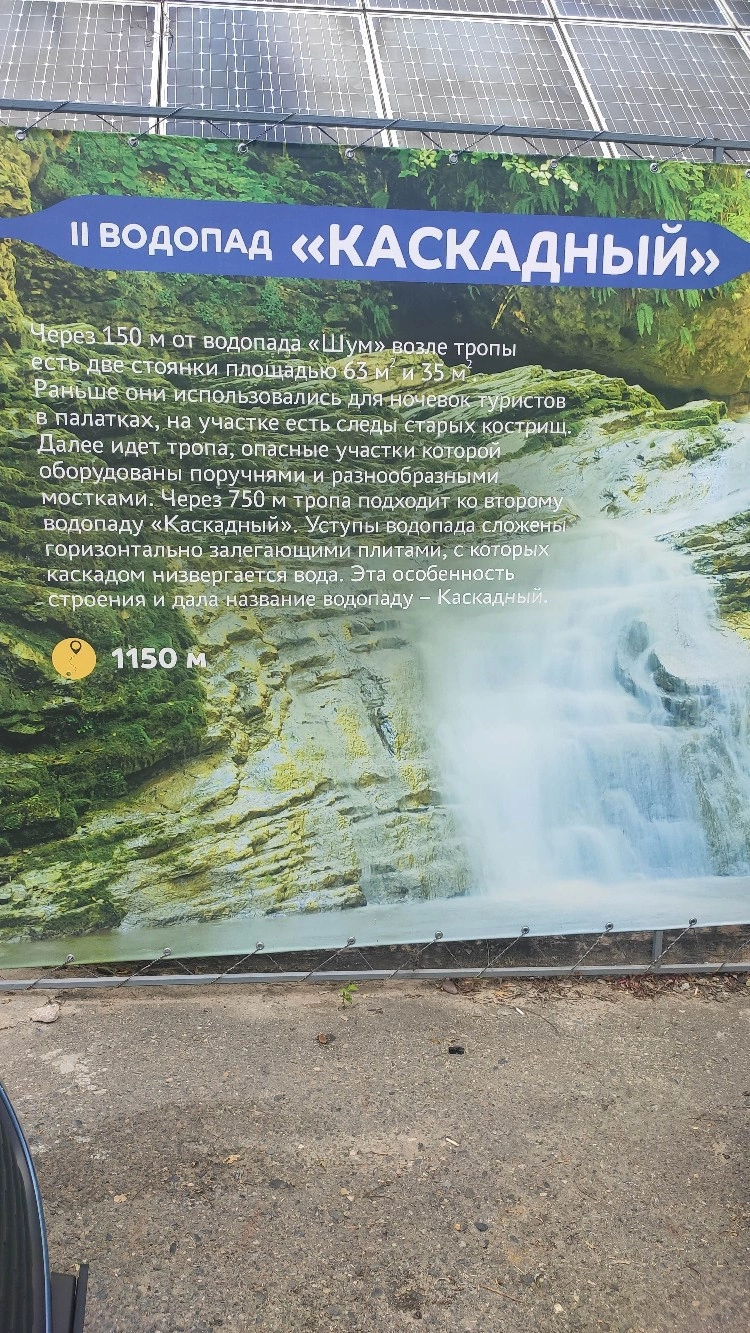 II ВОДОПАД «КАСКАДНЫЙ»
Через 150 м от водопада «Шум» возле тропы
есть две стоянки площадью 63 м² и 35 м².
Раньше они использовались для ночевок туристов
в палатках, на участке есть следы старых кострищ.
Далее идет тропа, опасные участки которой
оборудованы поручнями и разнообразными
мостками. Через 750 м тропа подходит ко второму
водопаду «Каскадный». Уступы водопада сложены
горизонтально залегающими плитами, с которых
каскадом низвергается вода. Эта особенность
строения и дала название водопаду – Каскадный.
1150 м